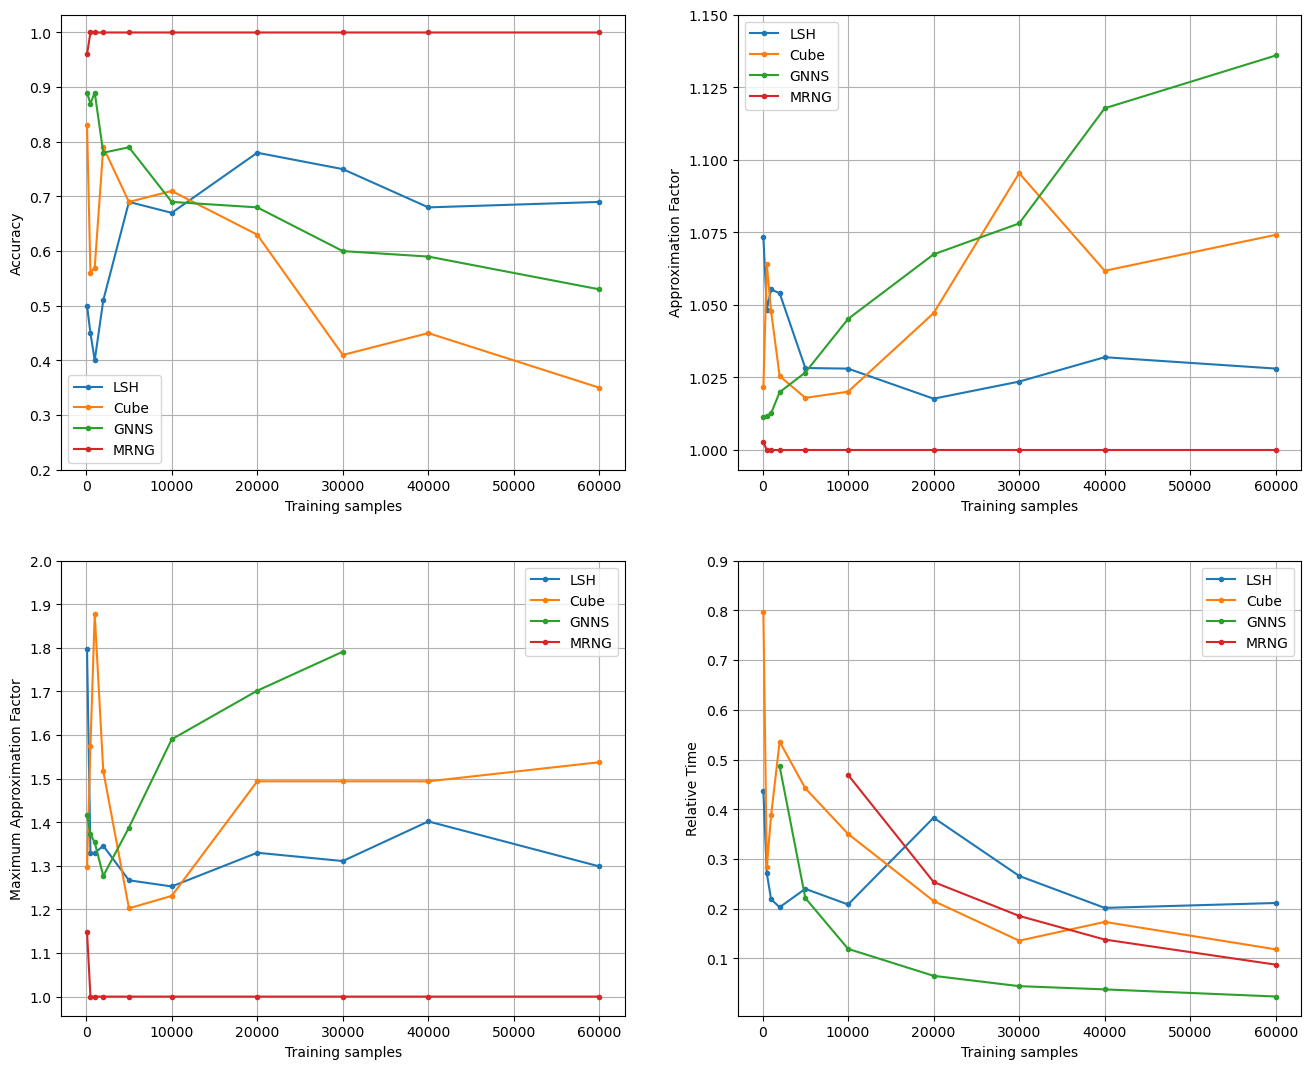 1.0
0.9
0.8
0.7
0.6
0.5
0.4
0.3
0.2
Accuracy
LSH
Cube
GNNS
MRNG
0 10000 20000 30000 40000 50000 60000
Training samples
1.150
1.125
1.100
1.075
1.050
1.025
1.000
Approximation Factor
LSH
Cube
GNNS
MRNG
0 10000 20000 30000 40000 50000 60000
Training samples
2.0
1.9
1.8
1.7
1.6
1.5
1.4
1.3
1.2
1.1
1.0
Maximum Approximation Factor
LSH
Cube
GNNS
MRNG
0 10000 20000 30000 40000 50000 60000
Training samples
0.9
0.8
0.7
0.6
0.5
0.4
0.3
0.2
0.1
Relative Time
LSH
Cube
GNNS
MRNG
0 10000 20000 30000 40000 50000 60000
Training samples